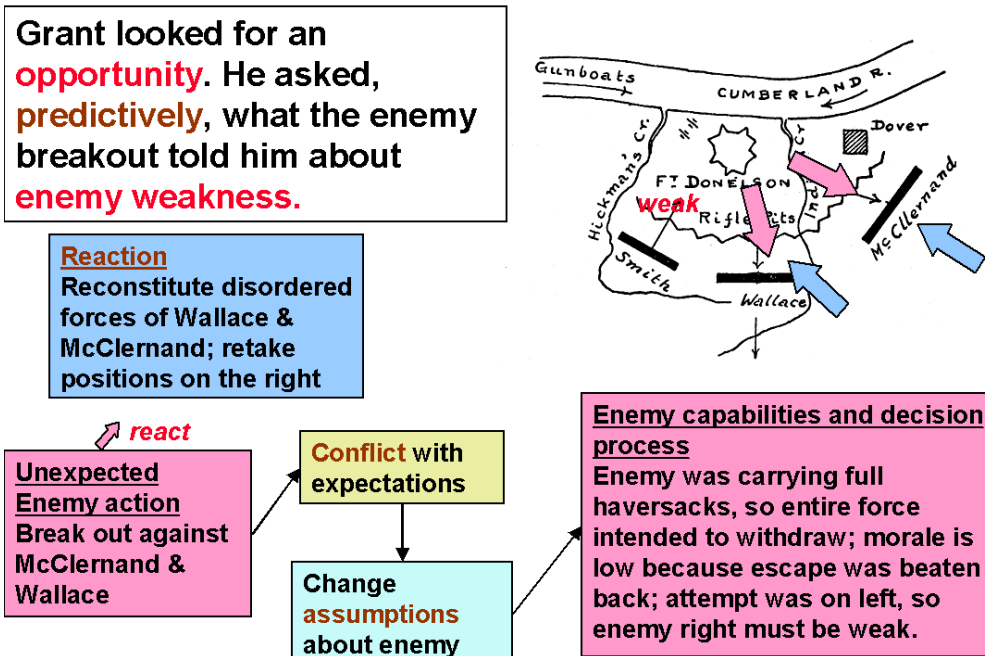 Grant looked for an
opportunity. He asked,
predictively, what the enemy
breakout told him about
enemy weakness.
Gunboats
CUMBERLAND R.
Hickman's Cr.
Dover
FT DONELSON
weak
Rifle Pits
Ind Cr
McCllernand
Smith
Wallace
Reaction
Reconstitute disordered
forces of Wallace &
McClernand; retake
positions on the right
react
Unexpected
Enemy action
Break out against
McClernand &
Wallace
Conflict with
expectations
Change
assumptions
about enemy
Enemy capabilities and decision
process
Enemy was carrying full
haversacks, so entire force
intended to withdraw; morale is
low because escape was beaten
back; attempt was on left, so
enemy right must be weak.